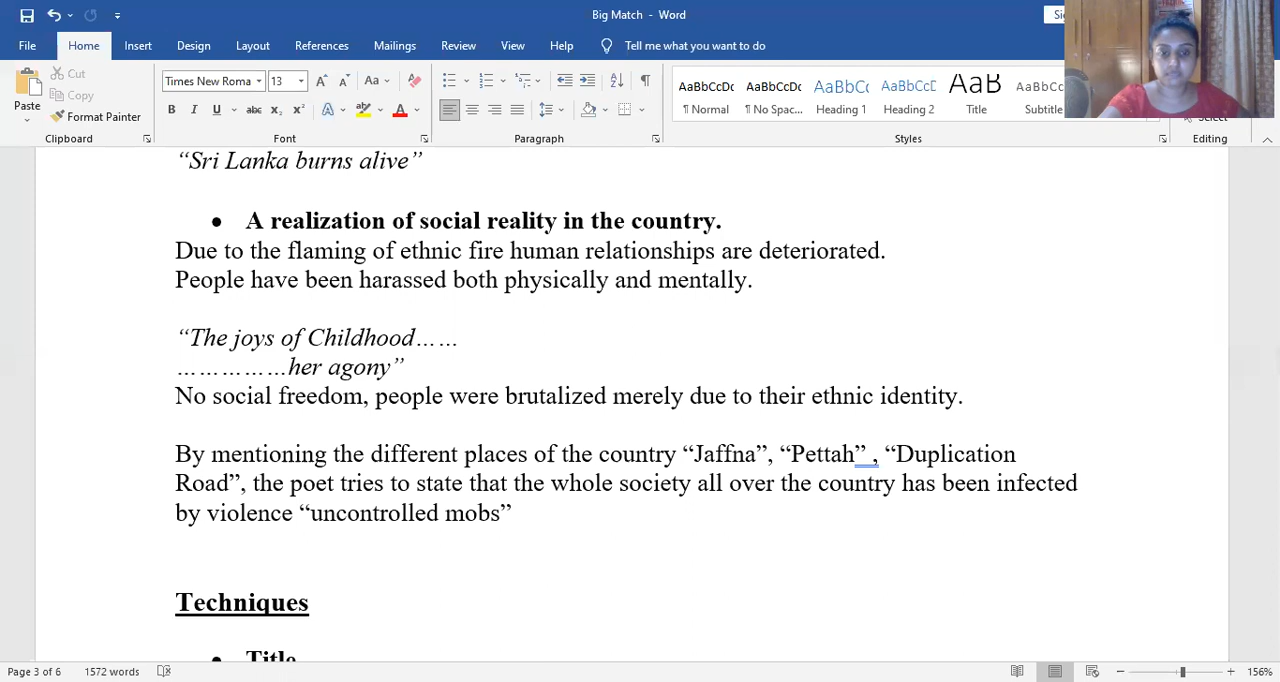 Big Match - Word
File Home Insert Design Layout References Mailings Review View Help Tell me what you want to do
Cut
Copy
Format Painter
Paste
Times New Roma 13
Aa
B I U abc x₂ x² A A
Clipboard Font Paragraph Styles Editing
AaBbCcDc AaBbCcDc AaBbC( AaBbCcD AaB AaBbCc
¶ Normal ¶ No Spac... Heading 1 Heading 2 Title Subtitle
“Sri Lanka burns alive”
• A realization of social reality in the country.
Due to the flaming of ethnic fire human relationships are deteriorated.
People have been harassed both physically and mentally.
“The joys of Childhood……
……………her agony”
No social freedom, people were brutalized merely due to their ethnic identity.
By mentioning the different places of the country “Jaffna”, “Pettah” , “Duplication
Road”, the poet tries to state that the whole society all over the country has been infected
by violence “uncontrolled mobs”
Techniques
• Title
Page 3 of 6 1572 words 156%